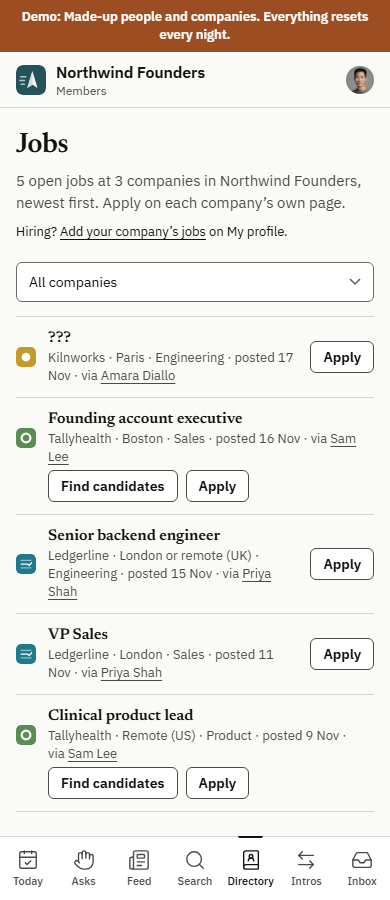 Demo: Made-up people and companies. Everything resets
every night.
Northwind Founders
Members
Jobs
5 open jobs at 3 companies in Northwind Founders,
newest first. Apply on each company’s own page.
Hiring? Add your company’s jobs on My profile.
All companies
???
Kilnworks · Paris · Engineering · posted 17
Nov · via Amara Diallo
Apply
Founding account executive
Tallyhealth · Boston · Sales · posted 16 Nov · via Sam
Lee
Find candidates
Apply
Senior backend engineer
Ledgerline · London or remote (UK) ·
Engineering · posted 15 Nov · via Priya
Shah
Apply
VP Sales
Ledgerline · London · Sales · posted 11
Nov · via Priya Shah
Apply
Clinical product lead
Tallyhealth · Remote (US) · Product · posted 9 Nov ·
via Sam Lee
Find candidates
Apply
Today
Asks
Feed
Search
Directory
Intros
Inbox